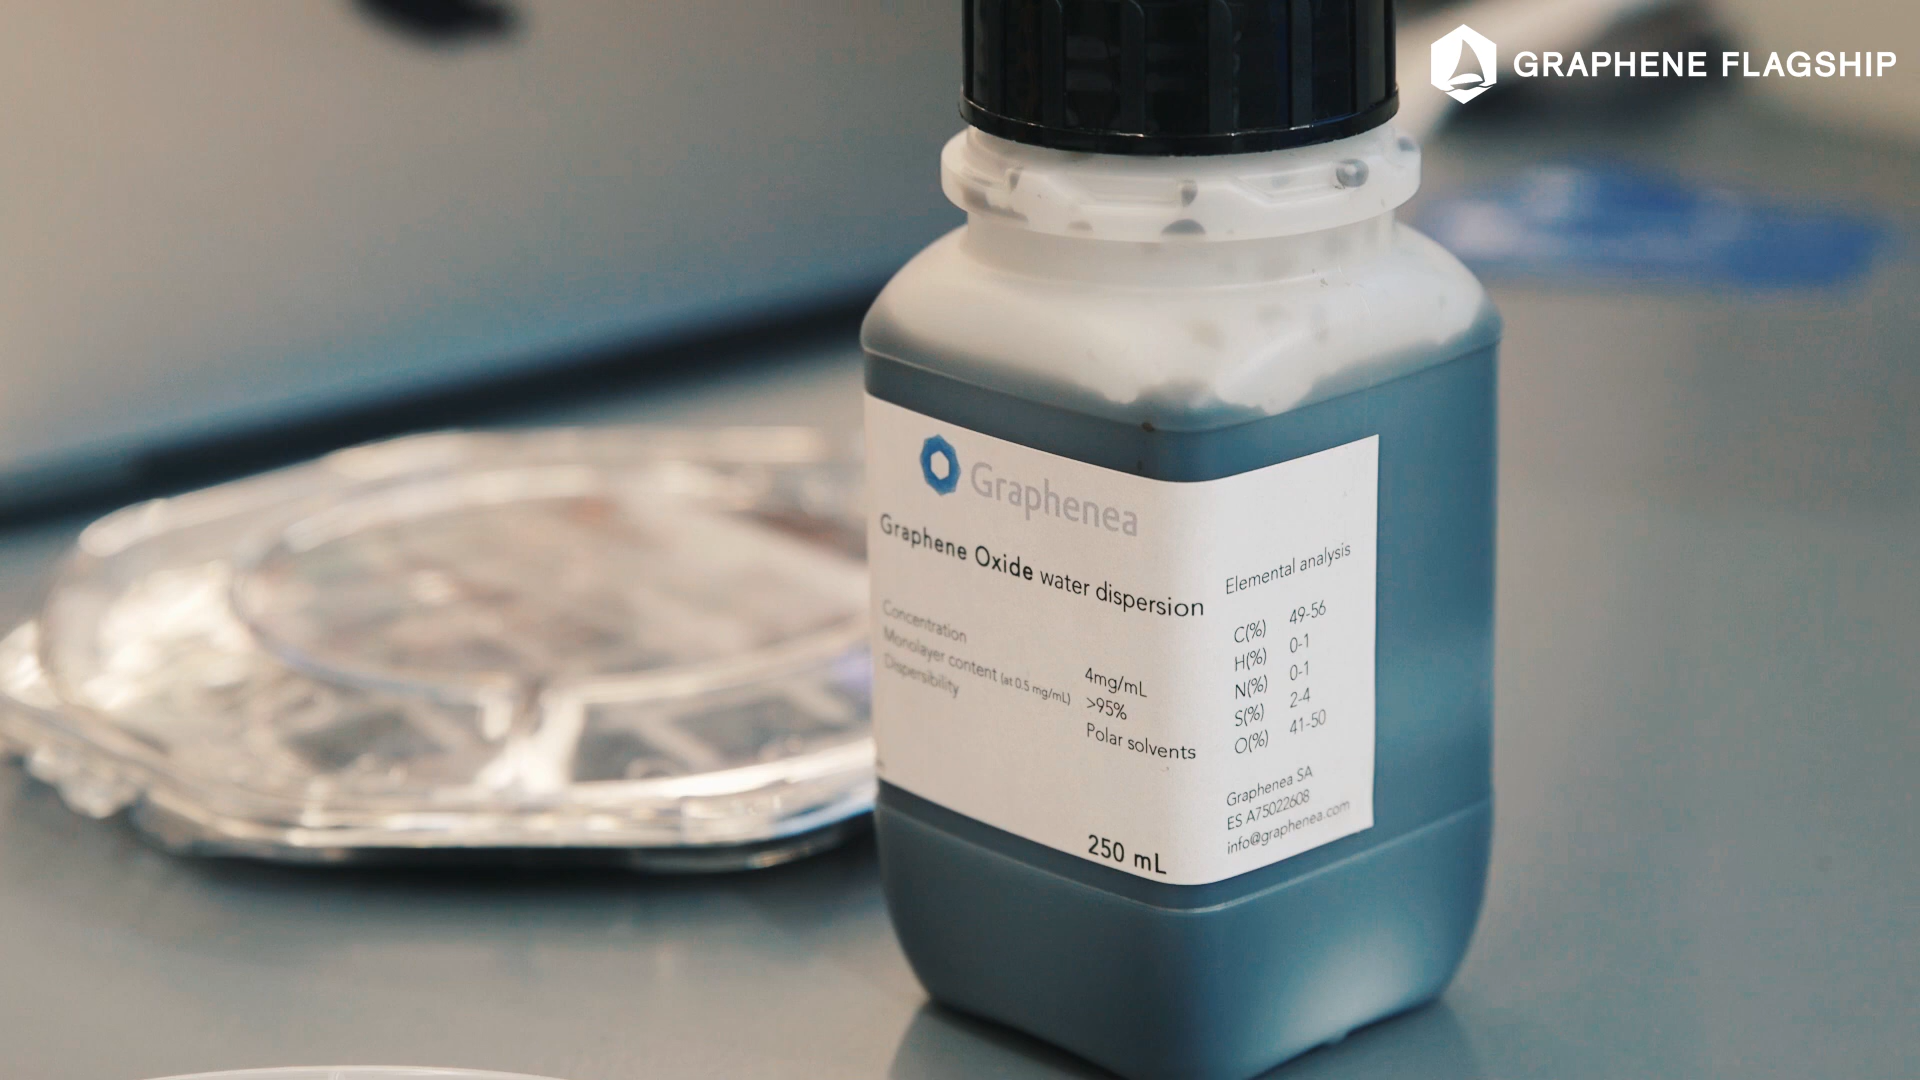 GRAPHENE FLAGSHIP
Graphenea
Graphene Oxide water dispersion
Concentration 4mg/mL
Monolayer content (at 0.5 mg/mL) >95%
Dispersibility Polar solvents
250 mL
Elemental analysis
C(%) 49-56
H(%) 0-1
N(%) 0-1
S(%) 2-4
O(%) 41-50
Graphenea SA
ES A75022608
info@graphenea.com